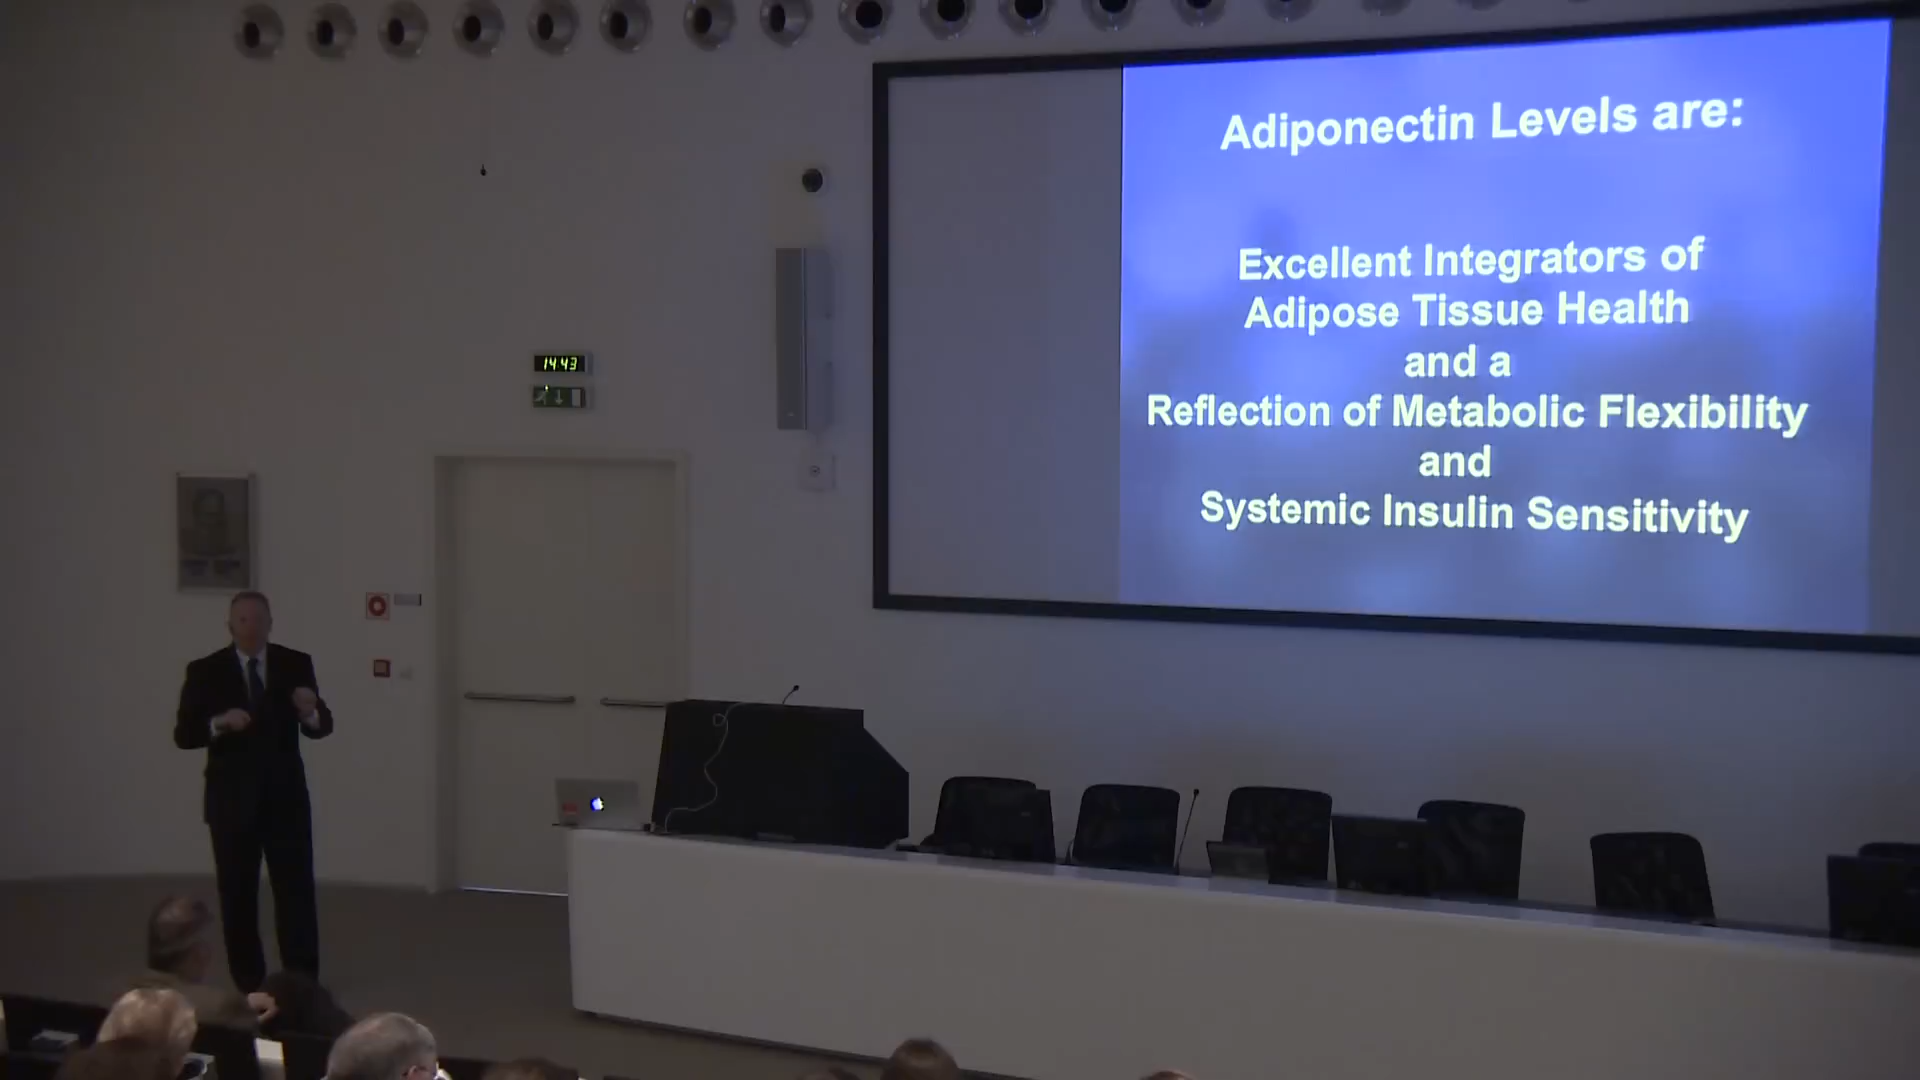 Adiponectin Levels are:
Excellent Integrators of
Adipose Tissue Health
and a
Reflection of Metabolic Flexibility
and
Systemic Insulin Sensitivity
14:43